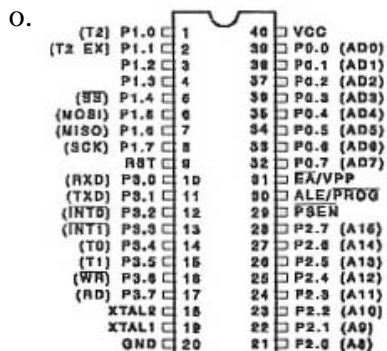 o.
(T2) P1.0 1 40 VCC
(T2 EX) P1.1 2 39 P0.0 (AD0)
P1.2 3 38 P0.1 (AD1)
P1.3 4 37 P0.2 (AD2)
(SS) P1.4 5 36 P0.3 (AD3)
(MOSI) P1.5 6 35 P0.4 (AD4)
(MISO) P1.6 7 34 P0.5 (AD5)
(SCK) P1.7 8 33 P0.6 (AD6)
RST 9 32 P0.7 (AD7)
(RXD) P3.0 10 31 EA/VPP
(TXD) P3.1 11 30 ALE/PROG
(INT0) P3.2 12 29 PSEN
(INT1) P3.3 13 28 P2.7 (A15)
(T0) P3.4 14 27 P2.6 (A14)
(T1) P3.5 15 26 P2.5 (A13)
(WR) P3.6 16 25 P2.4 (A12)
(RD) P3.7 17 24 P2.3 (A11)
XTAL2 18 23 P2.2 (A10)
XTAL1 19 22 P2.1 (A9)
GND 20 21 P2.0 (A8)